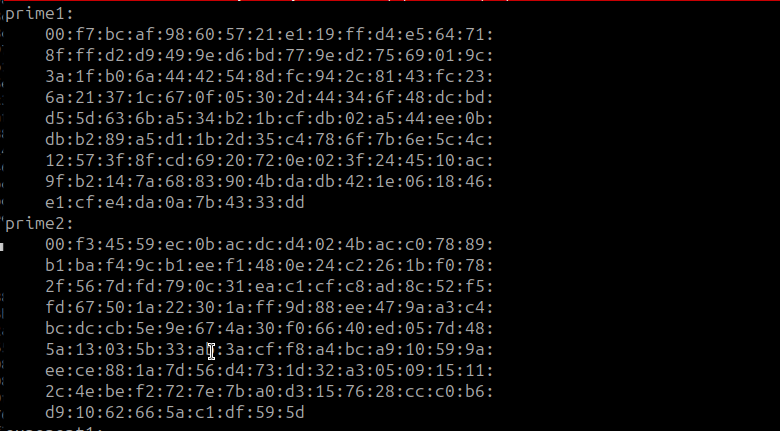 prime1:
00:f7:bc:af:98:60:57:21:e1:19:ff:d4:e5:64:71:
8f:ff:d2:d9:49:9e:d6:bd:77:9e:d2:75:69:01:9c:
3a:1f:b0:6a:44:42:54:8d:fc:94:2c:81:43:fc:23:
6a:21:37:1c:67:0f:05:30:2d:44:34:6f:48:dc:bd:
d5:5d:63:6b:a5:34:b2:1b:cf:db:02:a5:44:ee:0b:
db:b2:89:a5:d1:1b:2d:35:c4:78:6f:7b:6e:5c:4c:
12:57:3f:8f:cd:69:20:72:0e:02:3f:24:45:10:ac:
9f:b2:14:7a:68:83:90:4b:da:db:42:1e:06:18:46:
e1:cf:e4:da:0a:7b:43:33:dd
prime2:
00:f3:45:59:ec:0b:ac:dc:d4:02:4b:ac:c0:78:89:
b1:ba:f4:9c:b1:ee:f1:48:0e:24:c2:26:1b:f0:78:
2f:56:7d:fd:79:0c:31:ea:c1:cf:c8:ad:8c:52:f5:
fd:67:50:1a:22:30:1a:ff:9d:88:ee:47:9a:a3:c4:
bc:dc:cb:5e:9e:67:4a:30:f0:66:40:ed:05:7d:48:
5a:13:03:5b:33:ab:3a:cf:f8:a4:bc:a9:10:59:9a:
ee:ce:88:1a:7d:56:d4:73:1d:32:a3:05:09:15:11:
2c:4e:be:f2:72:7e:7b:a0:d3:15:76:28:cc:c0:b6:
d9:10:62:66:5a:c1:df:59:5d